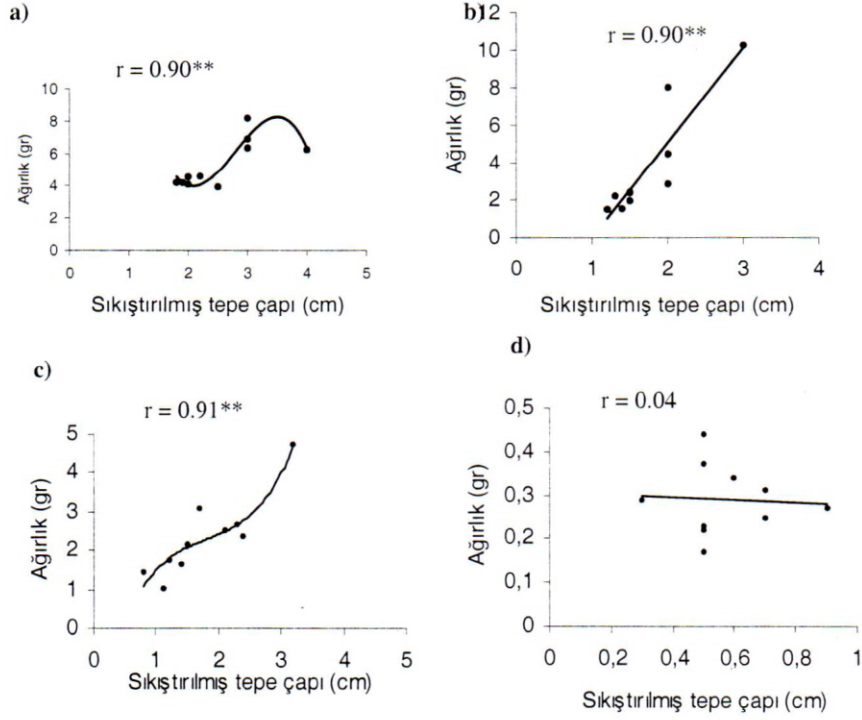 a)
r = 0.90**
Ağırlık (gr)
10
8
6
4
2
0
0 1 2 3 4 5
Sıkıştırılmış tepe çapı (cm)
b)
r = 0.90**
Ağırlık (gr)
12
10
8
6
4
2
0
0 1 2 3 4
Sıkıştırılmış tepe çapı (cm)
c)
r = 0.91**
Ağırlık (gr)
5
4
3
2
1
0
0 1 2 3 4 5
Sıkıştırılmış tepe çapı (cm)
d)
r = 0.04
Ağırlık (gr)
0,5
0,4
0,3
0,2
0,1
0
0 0,2 0,4 0,6 0,8 1
Sıkıştırılmış tepe çapı (cm)